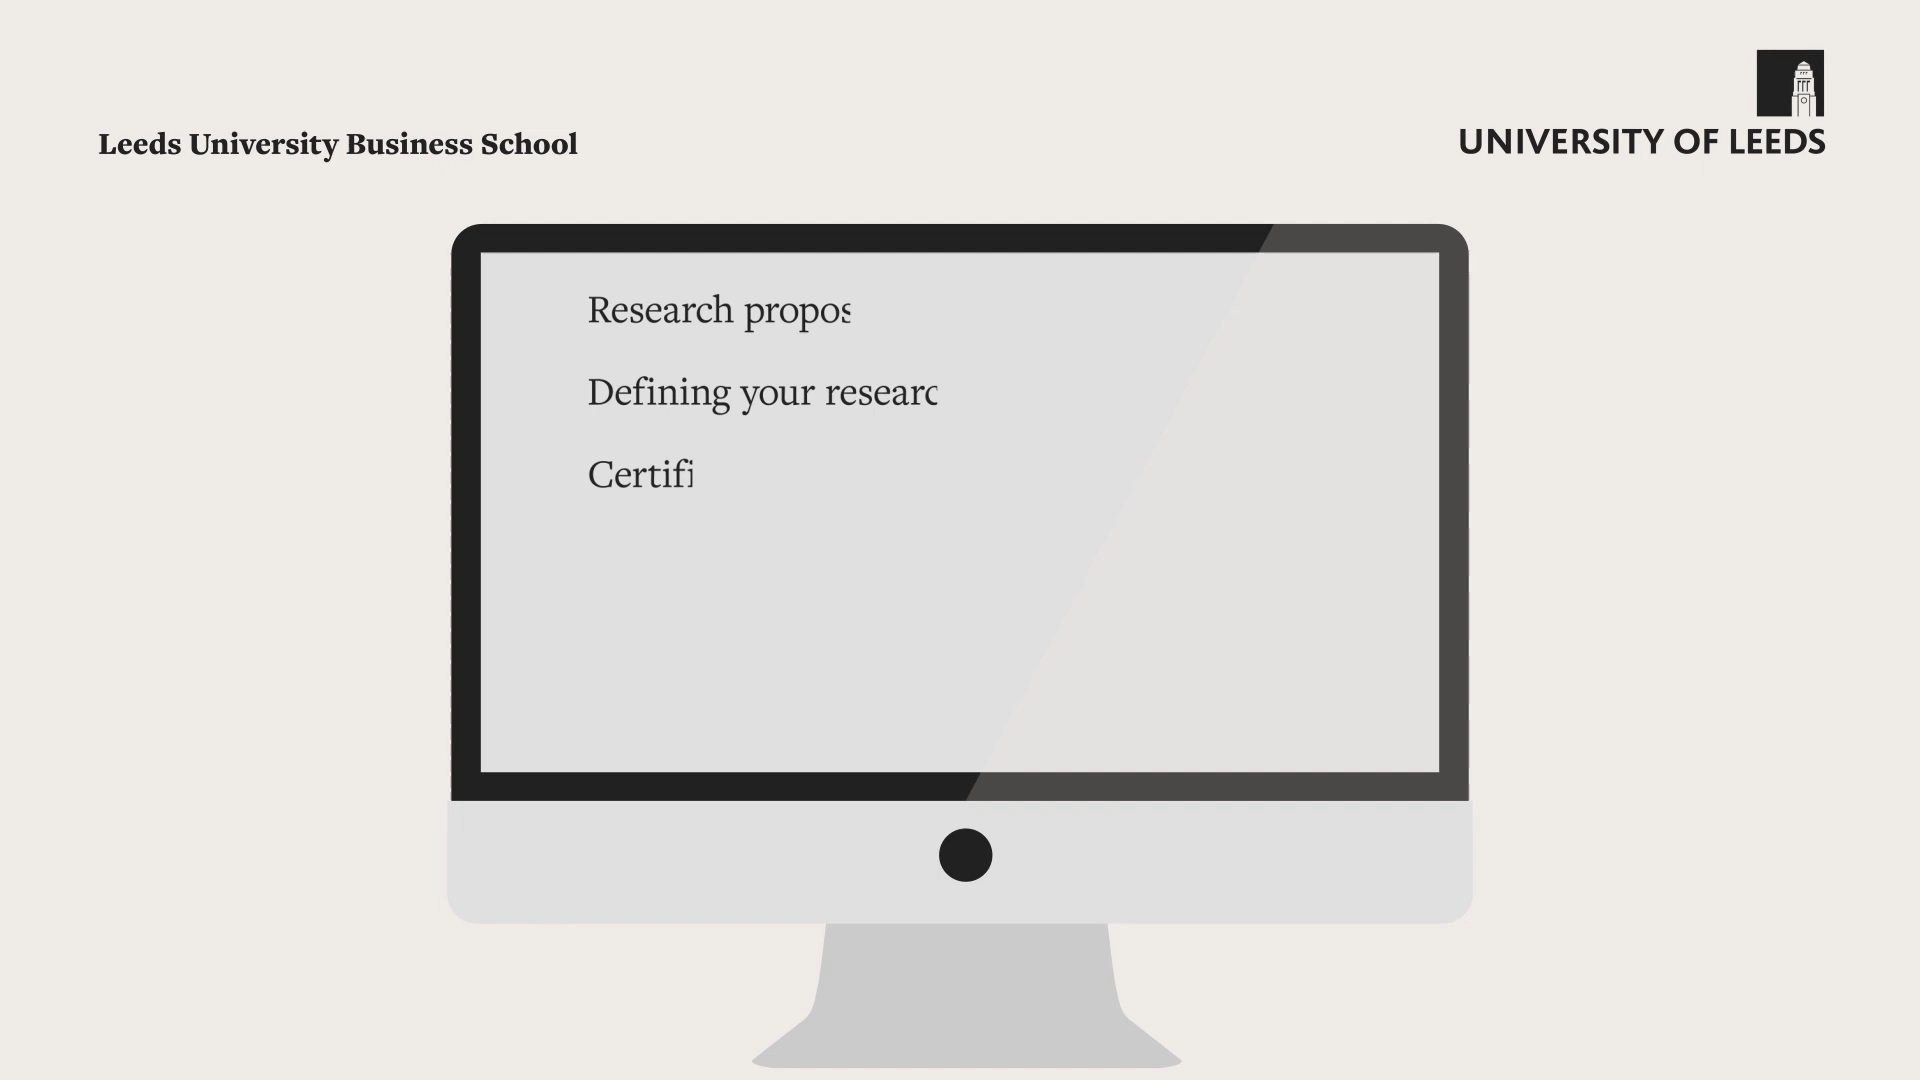 Leeds University Business School
UNIVERSITY OF LEEDS
Research propos
Defining your researc
Certifi